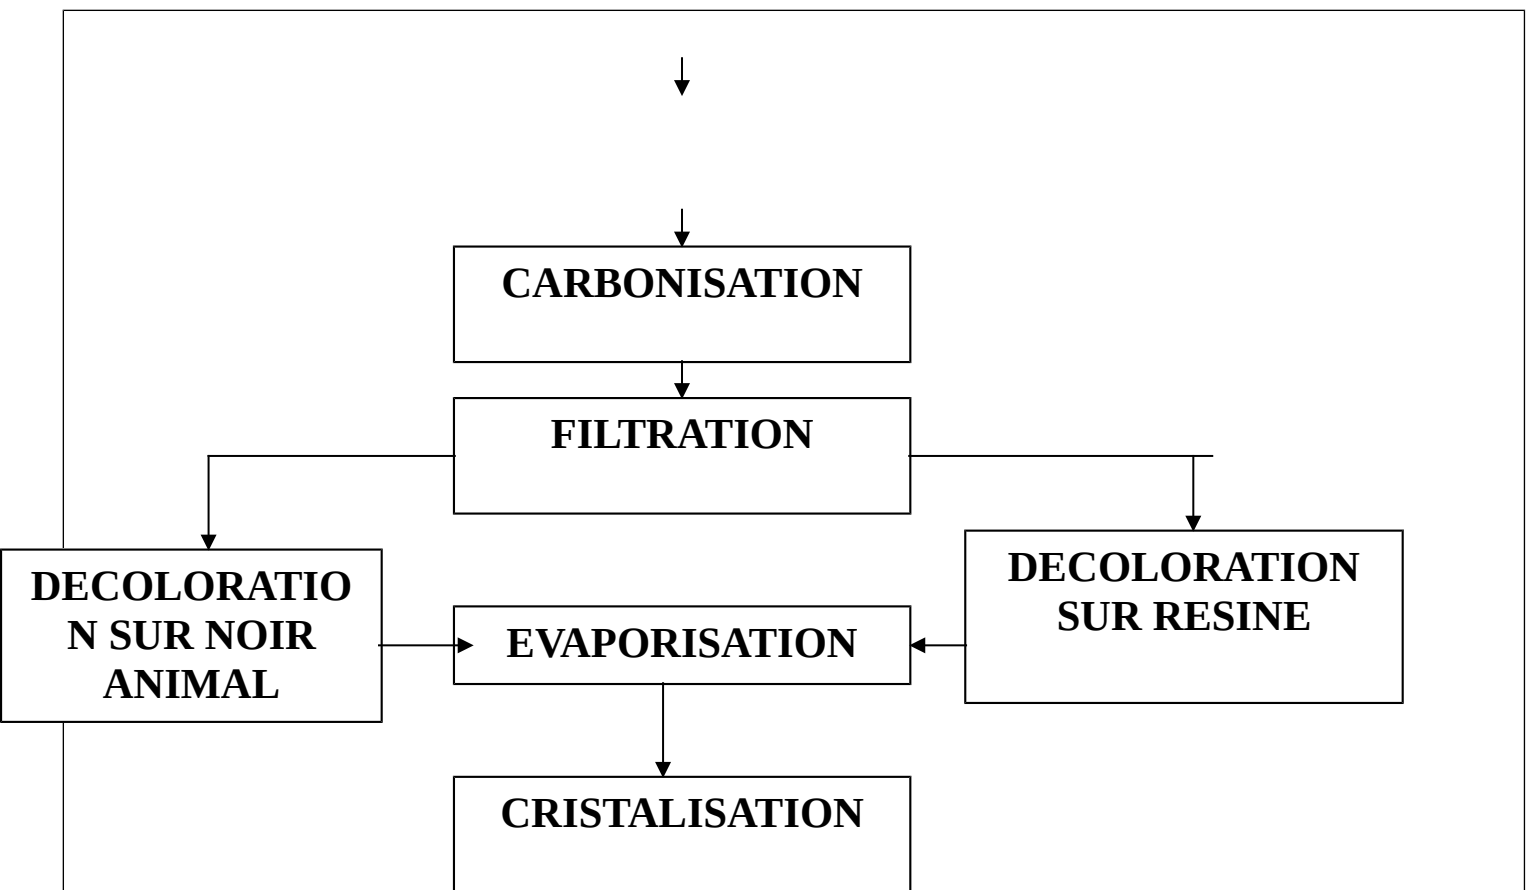 CARBONISATION
FILTRATION
DECOLORATIO
N SUR NOIR
ANIMAL
EVAPORISATION
DECOLORATION
SUR RESINE
CRISTALISATION